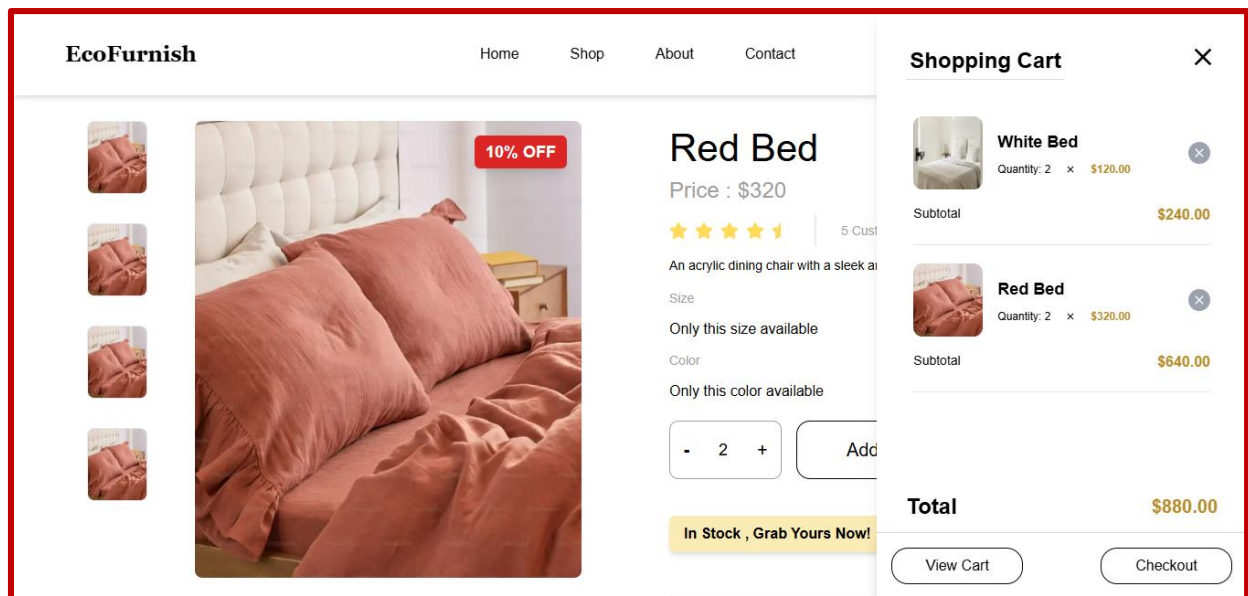 EcoFurnish
Home Shop About Contact
10% OFF
Red Bed
Price : $320
5 Cust
An acrylic dining chair with a sleek
Size
Only this size available
Color
Only this color available
- 2 +
Add
In Stock , Grab Yours Now!
Shopping Cart
White Bed
Quantity: 2 × $120.00
Subtotal $240.00
Red Bed
Quantity: 2 × $320.00
Subtotal $640.00
Total $880.00
View Cart Checkout